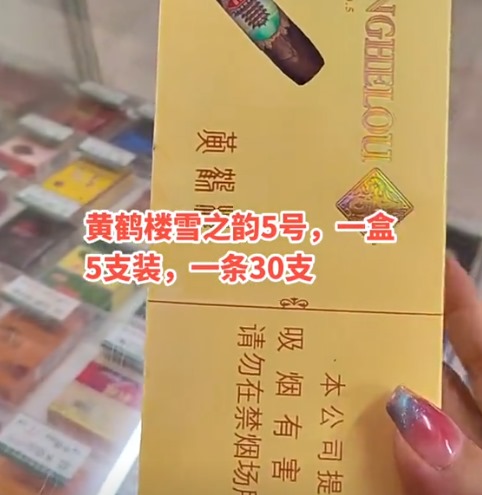 NGHELOU
黄鹤楼
黄鹤楼雪之韵5号，一盒
5支装，一条30支
本公司提
吸烟有害
请勿在禁烟场所